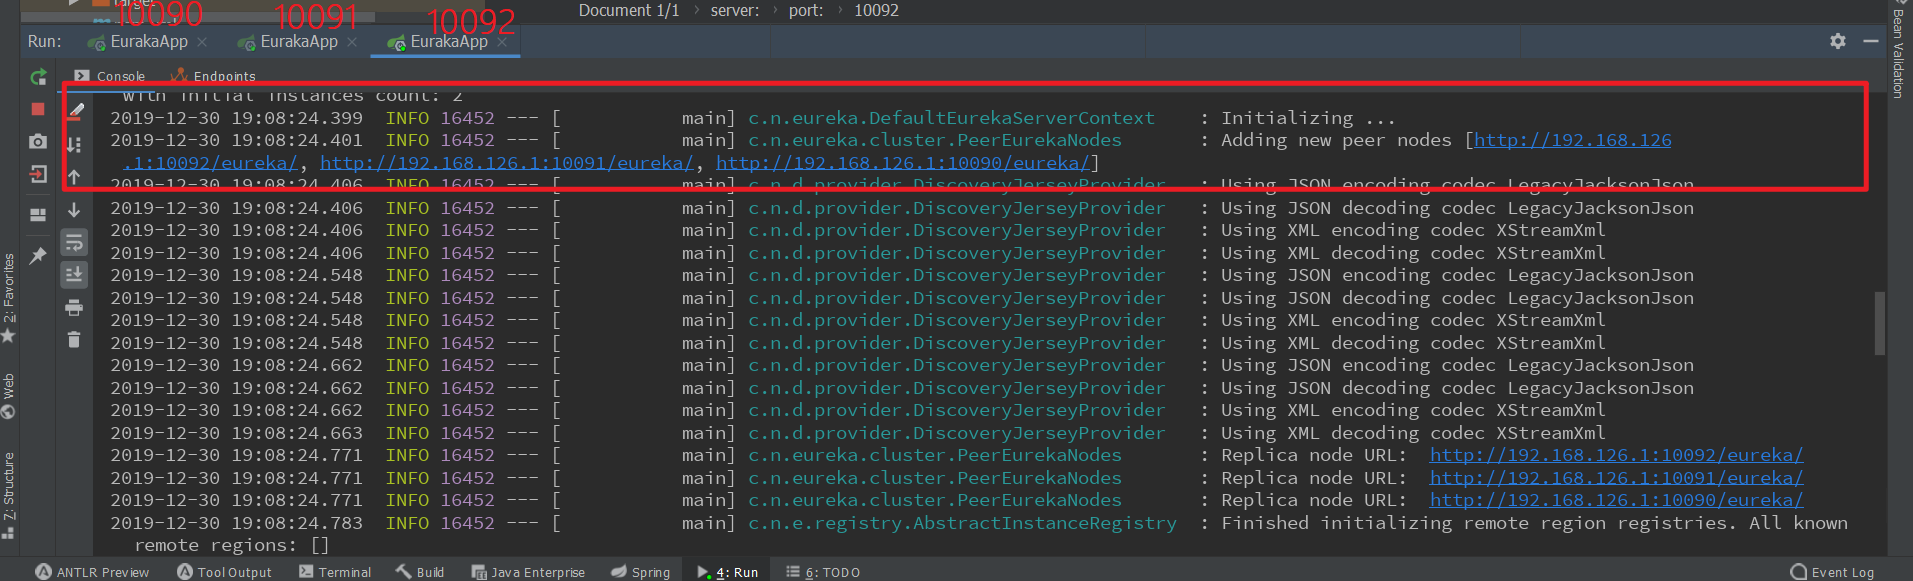 target
Document 1/1 › server: › port: › 10092
10090 10091 10092
Run: EurakaApp × EurakaApp × EurakaApp ×
Console Endpoints
with initial instances count: 2
2019-12-30 19:08:24.399 INFO 16452 --- [ main] c.n.eureka.DefaultEurekaServerContext : Initializing ...
2019-12-30 19:08:24.401 INFO 16452 --- [ main] c.n.eureka.cluster.PeerEurekaNodes : Adding new peer nodes [http://192.168.126
.1:10092/eureka/, http://192.168.126.1:10091/eureka/, http://192.168.126.1:10090/eureka/]
2019-12-30 19:08:24.406 INFO 16452 --- [ main] c.n.d.provider.DiscoveryJerseyProvider : Using JSON encoding codec LegacyJacksonJson
2019-12-30 19:08:24.406 INFO 16452 --- [ main] c.n.d.provider.DiscoveryJerseyProvider : Using JSON decoding codec LegacyJacksonJson
2019-12-30 19:08:24.406 INFO 16452 --- [ main] c.n.d.provider.DiscoveryJerseyProvider : Using XML encoding codec XStreamXml
2019-12-30 19:08:24.406 INFO 16452 --- [ main] c.n.d.provider.DiscoveryJerseyProvider : Using XML decoding codec XStreamXml
2019-12-30 19:08:24.548 INFO 16452 --- [ main] c.n.d.provider.DiscoveryJerseyProvider : Using JSON encoding codec LegacyJacksonJson
2019-12-30 19:08:24.548 INFO 16452 --- [ main] c.n.d.provider.DiscoveryJerseyProvider : Using JSON decoding codec LegacyJacksonJson
2019-12-30 19:08:24.548 INFO 16452 --- [ main] c.n.d.provider.DiscoveryJerseyProvider : Using XML encoding codec XStreamXml
2019-12-30 19:08:24.548 INFO 16452 --- [ main] c.n.d.provider.DiscoveryJerseyProvider : Using XML decoding codec XStreamXml
2019-12-30 19:08:24.662 INFO 16452 --- [ main] c.n.d.provider.DiscoveryJerseyProvider : Using JSON encoding codec LegacyJacksonJson
2019-12-30 19:08:24.662 INFO 16452 --- [ main] c.n.d.provider.DiscoveryJerseyProvider : Using JSON decoding codec LegacyJacksonJson
2019-12-30 19:08:24.662 INFO 16452 --- [ main] c.n.d.provider.DiscoveryJerseyProvider : Using XML encoding codec XStreamXml
2019-12-30 19:08:24.663 INFO 16452 --- [ main] c.n.d.provider.DiscoveryJerseyProvider : Using XML decoding codec XStreamXml
2019-12-30 19:08:24.771 INFO 16452 --- [ main] c.n.eureka.cluster.PeerEurekaNodes : Replica node URL: http://192.168.126.1:10092/eureka/
2019-12-30 19:08:24.771 INFO 16452 --- [ main] c.n.eureka.cluster.PeerEurekaNodes : Replica node URL: http://192.168.126.1:10091/eureka/
2019-12-30 19:08:24.771 INFO 16452 --- [ main] c.n.eureka.cluster.PeerEurekaNodes : Replica node URL: http://192.168.126.1:10090/eureka/
2019-12-30 19:08:24.783 INFO 16452 --- [ main] c.n.e.registry.AbstractInstanceRegistry : Finished initializing remote region registries. All known
remote regions: []
2: Favorites
Web
Z: Structure
Bean Validation
ANTLR Preview Tool Output Terminal Build Java Enterprise Spring 4: Run 6: TODO Event Log